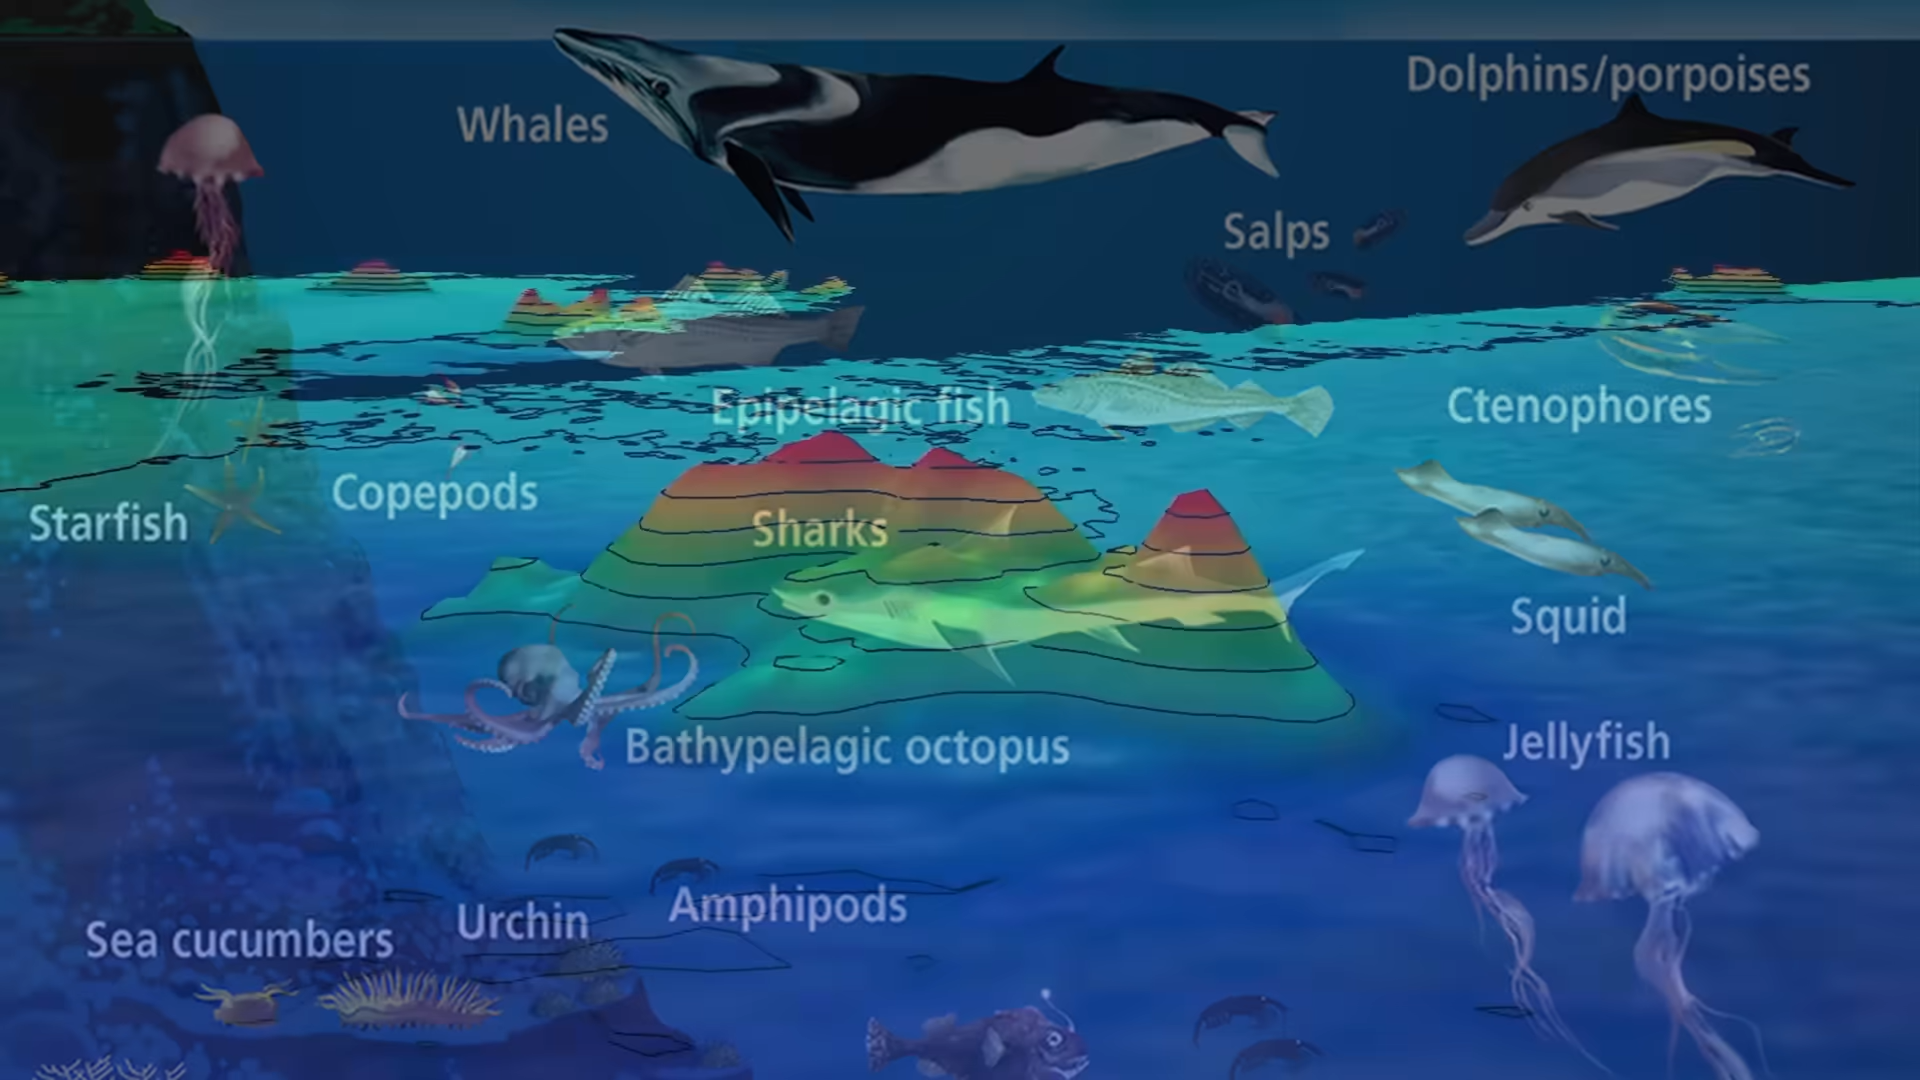 Dolphins/porpoises
Whales
Salps
Epipelagic fish
Ctenophores
Copepods
Starfish
Sharks
Squid
Bathypelagic octopus
Jellyfish
Amphipods
Urchin
Sea cucumbers